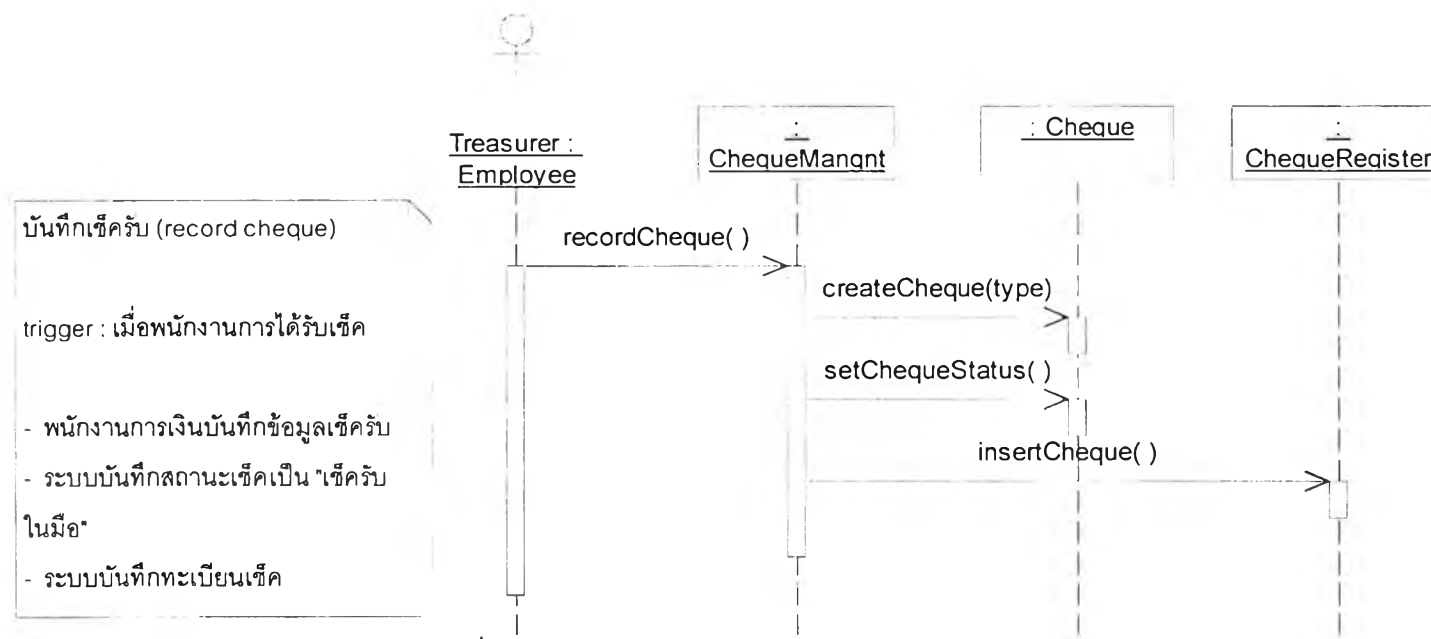 Treasurer :
Employee
:
ChequeMangnt
: Cheque
:
ChequeRegister
บันทึกเช็ครับ (record cheque)
trigger : เมื่อพนักงานการได้รับเช็ค
- พนักงานการเงินบันทึกข้อมูลเช็ครับ
- ระบบบันทึกสถานะเช็คเป็น "เช็ครับ
ในมือ"
- ระบบบันทึกทะเบียนเช็ค
recordCheque( )
createCheque(type)
setChequeStatus( )
insertCheque( )